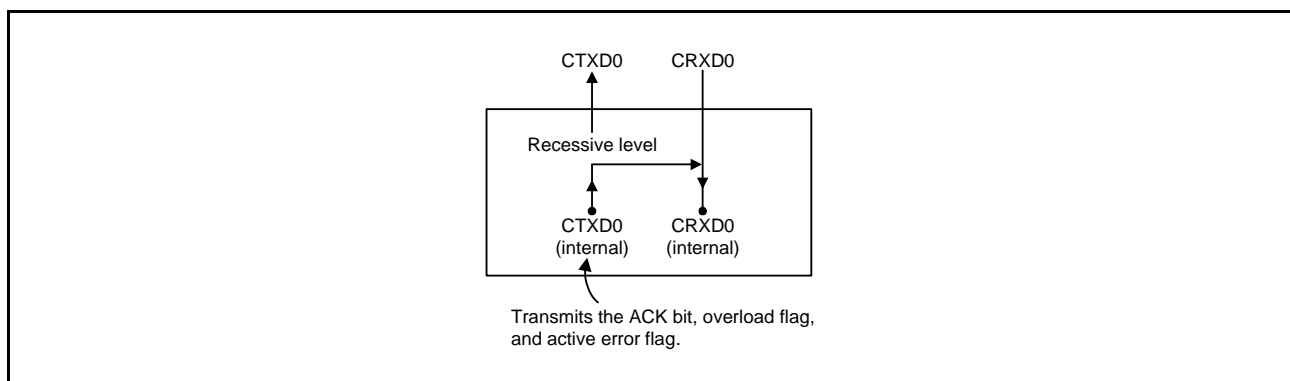 CTXD0 CRXD0
Recessive level
CTXD0 CRXD0
(internal) (internal)
Transmits the ACK bit, overload flag,
and active error flag.